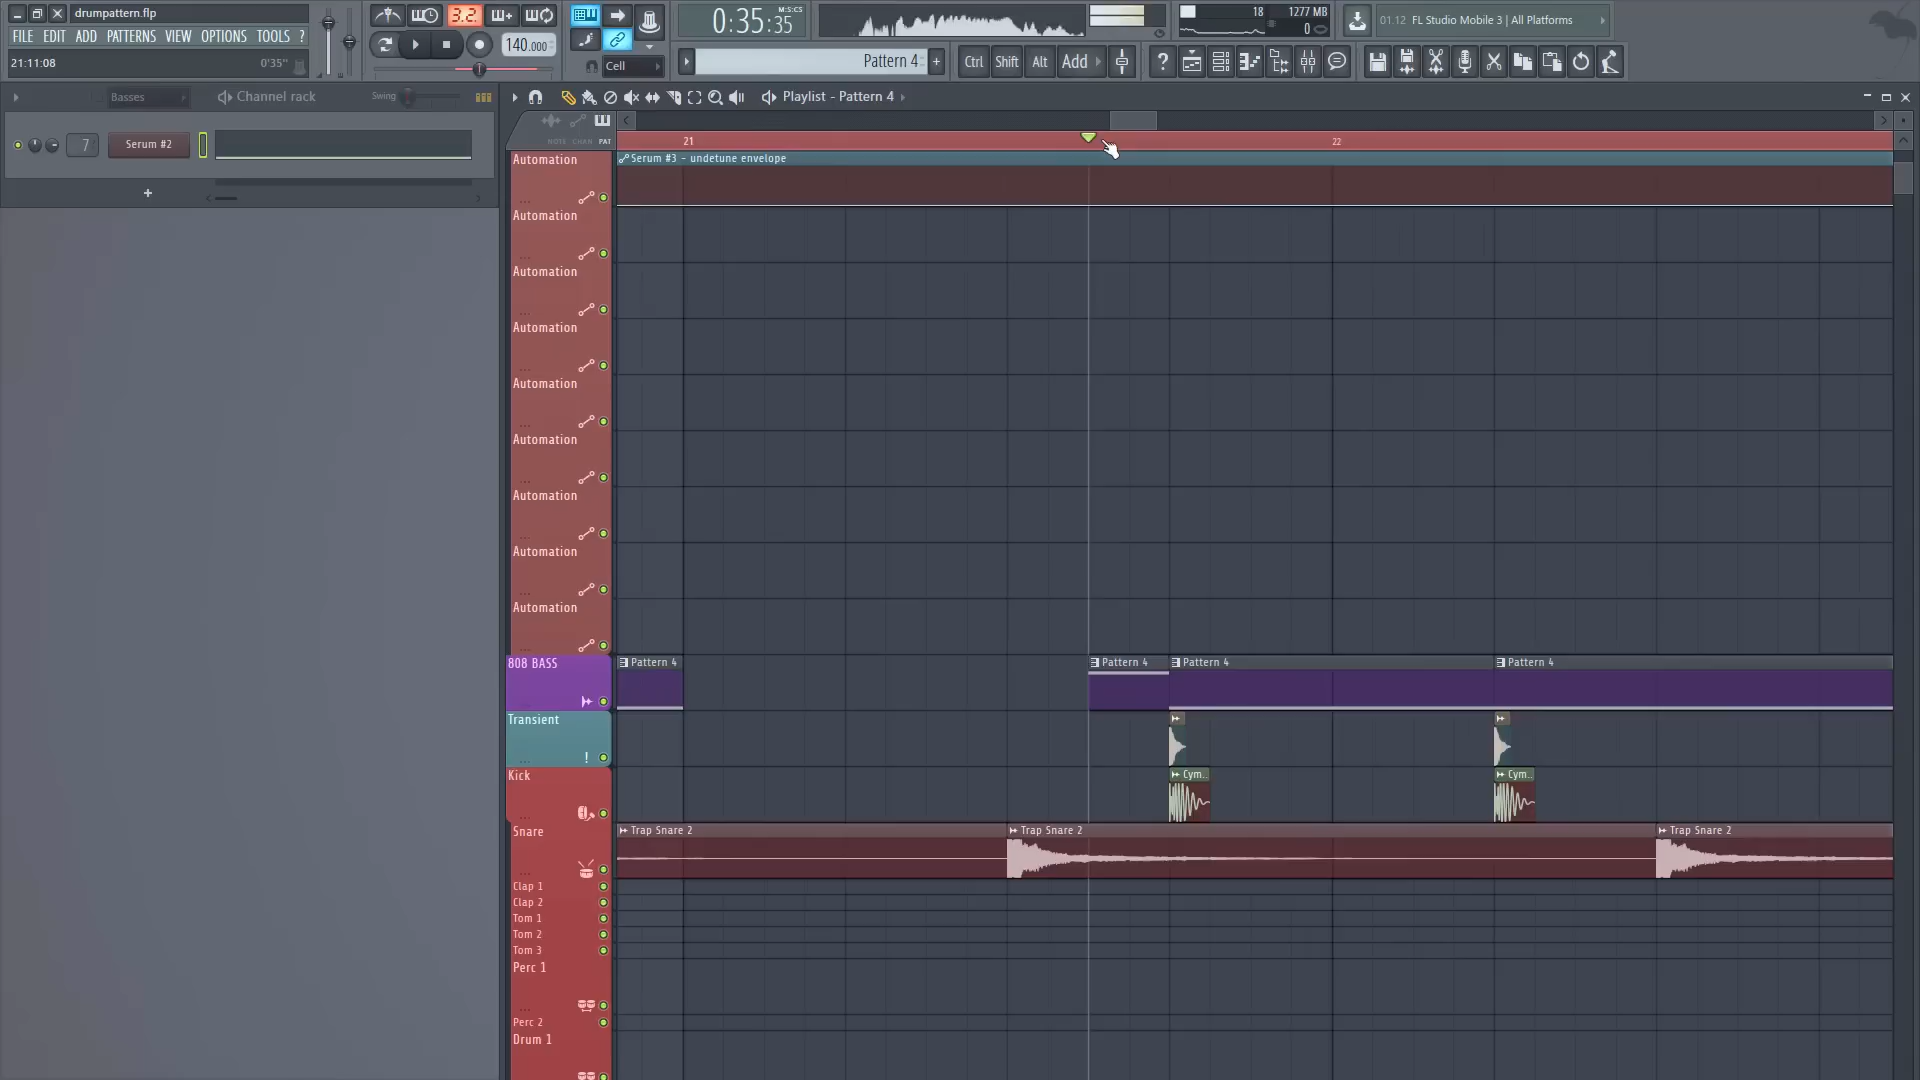 drumpattern.flp
FILE EDIT ADD PATTERNS VIEW OPTIONS TOOLS ?
21:11:08 0'35"
3.2
140.000
Cell
0:35:35
M:S:CS
Pattern 4
Ctrl Shift Alt Add
18 1277 MB
0
01.12 FL Studio Mobile 3 | All Platforms
Basses Channel rack Swing
7 Serum #2
+
Playlist - Pattern 4
NOTE CHAN PAT
21 22
Automation
Serum #3 - undetune envelope
Automation
Automation
Automation
Automation
Automation
Automation
Automation
Automation
808 BASS
Pattern 4 Pattern 4 Pattern 4 Pattern 4
Transient
Kick
Cym.. Cym..
Snare
Trap Snare 2 Trap Snare 2 Trap Snare 2
Clap 1
Clap 2
Tom 1
Tom 2
Tom 3
Perc 1
Perc 2
Drum 1